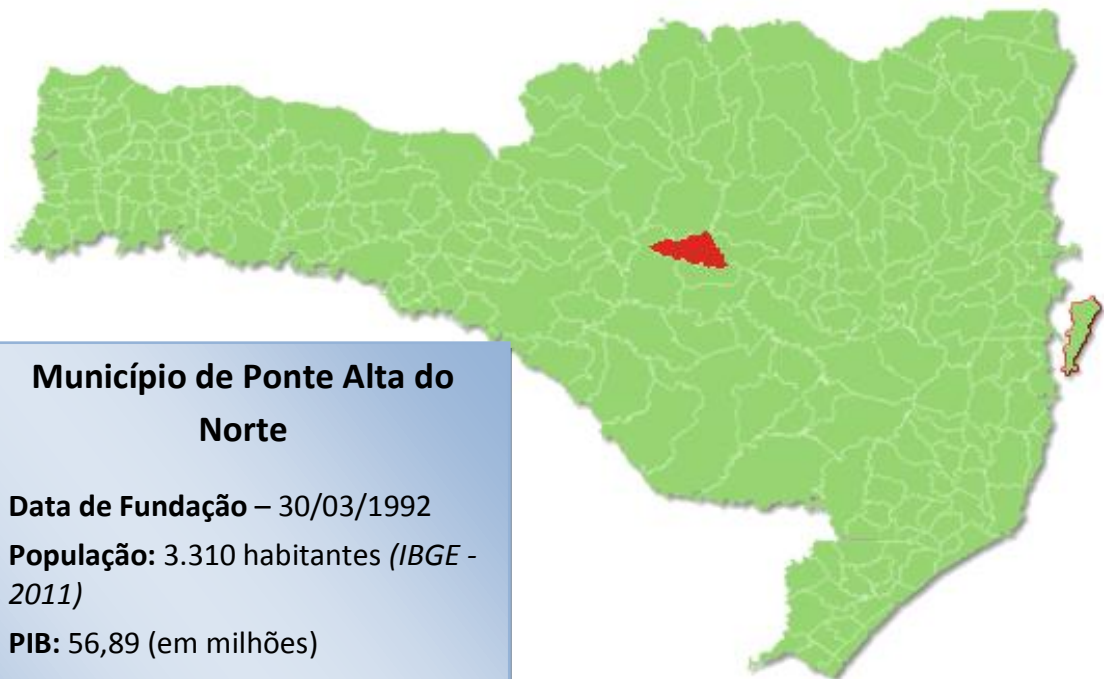 Município de Ponte Alta do
Norte
Data de Fundação – 30/03/1992
População: 3.310 habitantes (IBGE -
2011)
PIB: 56,89 (em milhões)